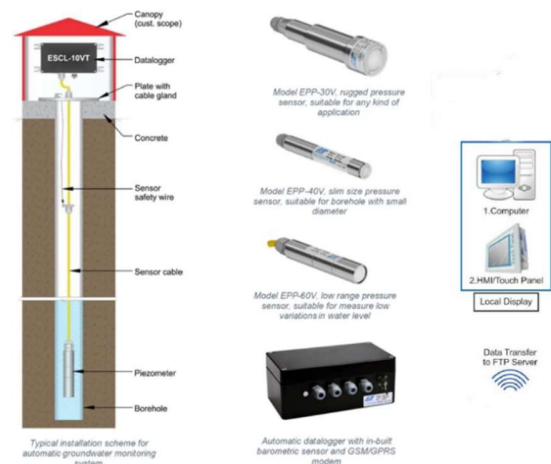 Canopy
(cust. scope)
ESCL-10VT
Datalogger
Plate with
cable gland
Concrete
Sensor
safety wire
Sensor cable
Piezometer
Borehole
Typical installation scheme for
automatic groundwater monitoring
system
Model EPP-30V, rugged pressure
sensor, suitable for any kind of
application
Model EPP-40V, slim size pressure
sensor, suitable for borehole with small
diameter
Model EPP-60V, low range pressure
sensor, suitable for measure low
variations in water level
Automatic datalogger with in-built
barometric sensor and GSM/GPRS
modem
1.Computer
2.HMI/Touch Panel
Local Display
Data Transfer
to FTP Server